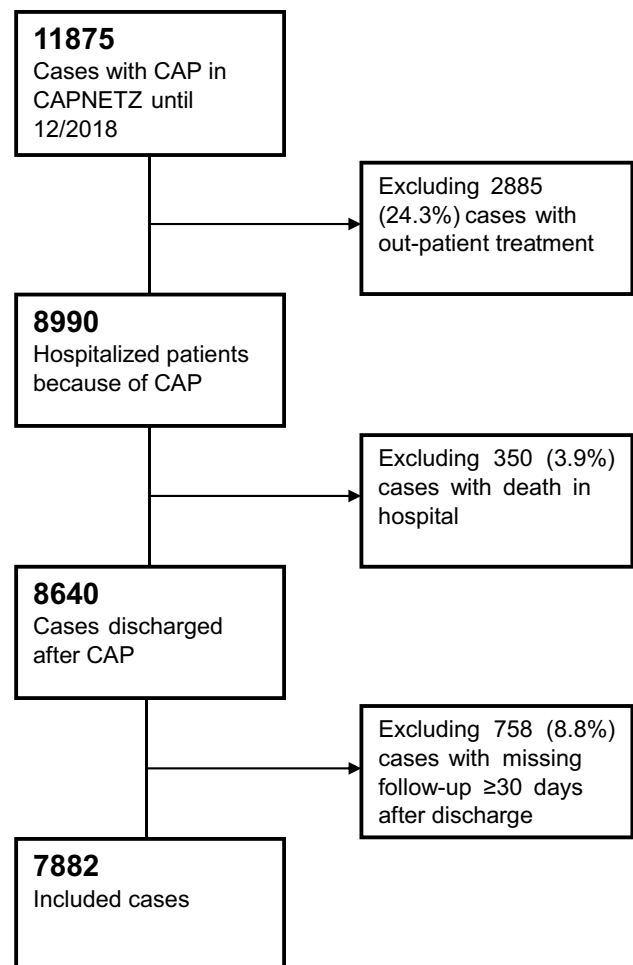 11875
Cases with CAP in
CAPNETZ until
12/2018
Excluding 2885
(24.3%) cases with
out-patient treatment
8990
Hospitalized patients
because of CAP
Excluding 350 (3.9%)
cases with death in
hospital
8640
Cases discharged
after CAP
Excluding 758 (8.8%)
cases with missing
follow-up ≥30 days
after discharge
7882
Included cases